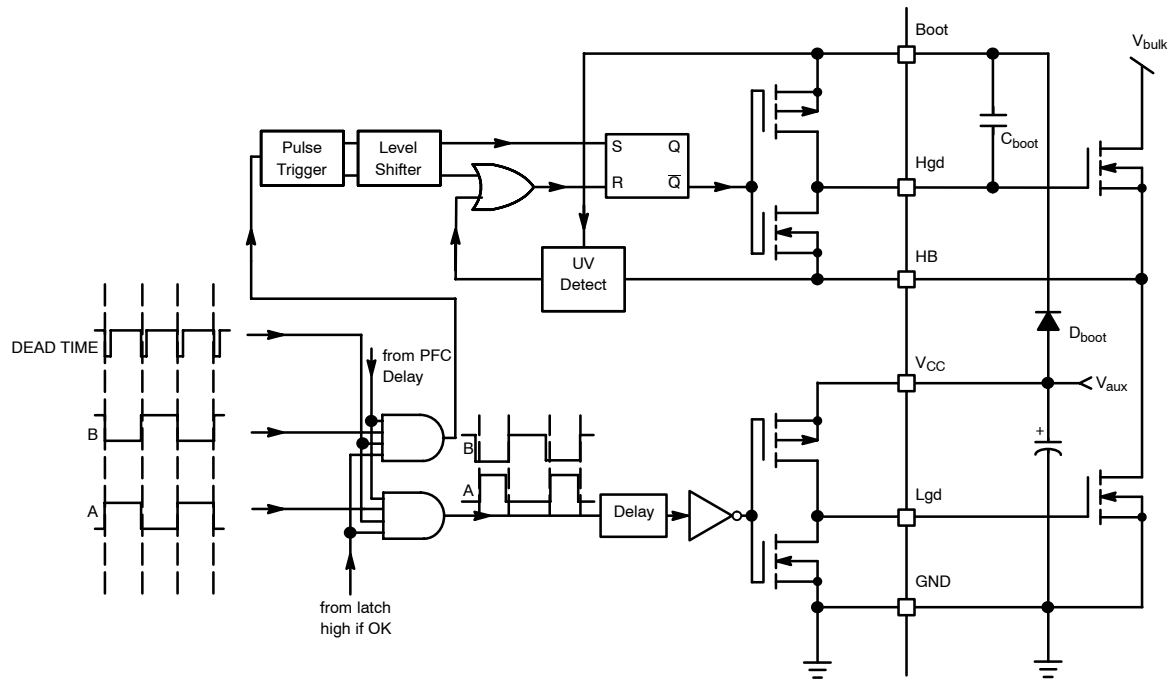 Boot
V_bulk
Pulse
Trigger
Level
Shifter
S
Q
R
Q̅
C_boot
Hgd
HB
UV
Detect
DEAD TIME
from PFC
Delay
D_boot
V_CC
V_aux
B
B
+
A
A
Delay
Lgd
GND
from latch
high if OK